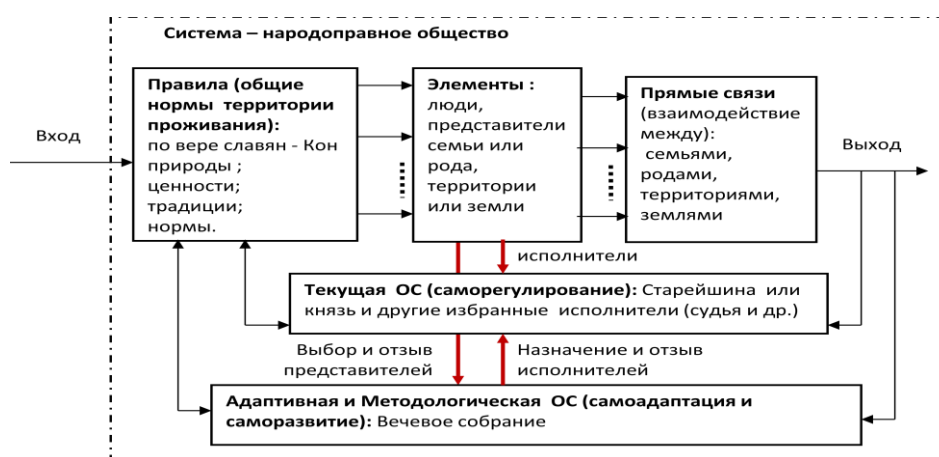 Система – народоправное общество
Вход
Правила (общие
нормы территории
проживания):
по вере славян - Кон
природы ;
ценности;
традиции;
нормы.
Элементы :
люди,
представители
семьи или
рода,
территории
или земли
Прямые связи
(взаимодействие
между):
семьями,
родами,
территориями,
землями
Выход
исполнители
Текущая ОС (саморегулирование): Старейшина или
князь и другие избранные исполнители (судья и др.)
Выбор и отзыв
представителей
Назначение и отзыв
исполнителей
Адаптивная и Методологическая ОС (самоадаптация и
саморазвитие): Вечевое собрание